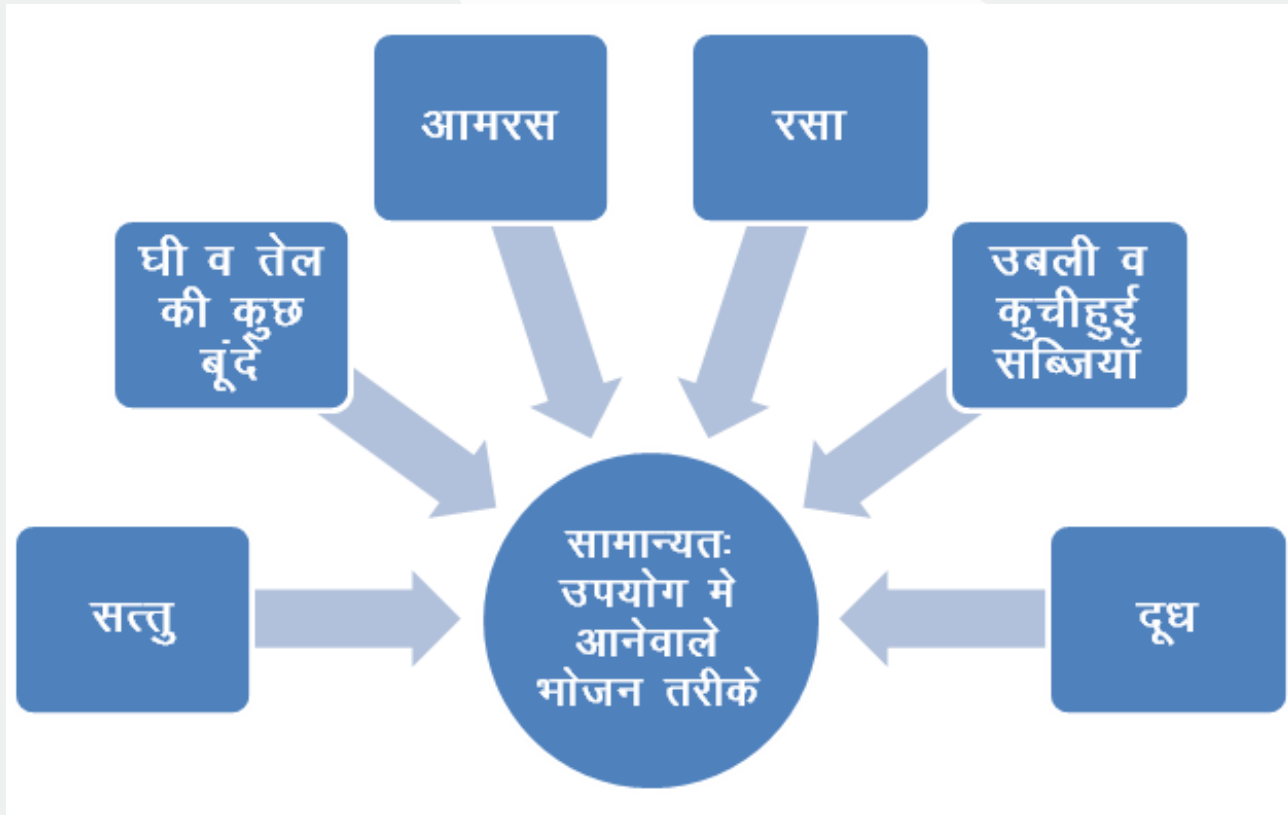 आमरस
रसा
घी व तेल
की कुछ
बूंदें
उबली व
कुचीहुई
सब्जियॉ
सत्तु
सामान्यतः
उपयोग मे
आनेवाले
भोजन तरीके
दूध